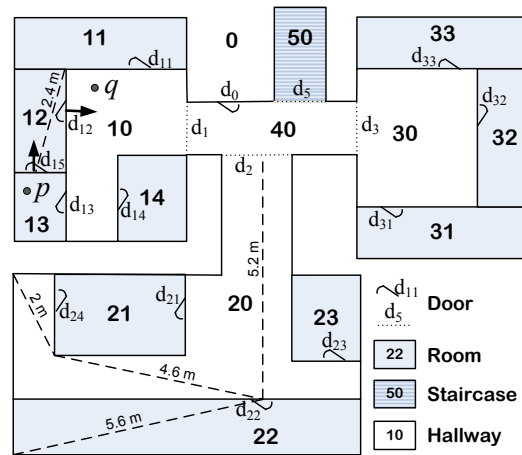 11
0
50
33
d₁₁
d₃₃
2.4 m
q
d₀
d₅
12
d₁₂
10
d₁
40
d₃
30
d₃₂
32
d₁₅
d₂
p
13
d₁₃
d₁₄
14
d₃₁
31
5.2 m
2 m
d₂₄
21
d₂₁
20
23
d₂₃
4.6 m
d₂₂
5.6 m
22
d₁₁
d₅
Door
22 Room
50 Staircase
10 Hallway